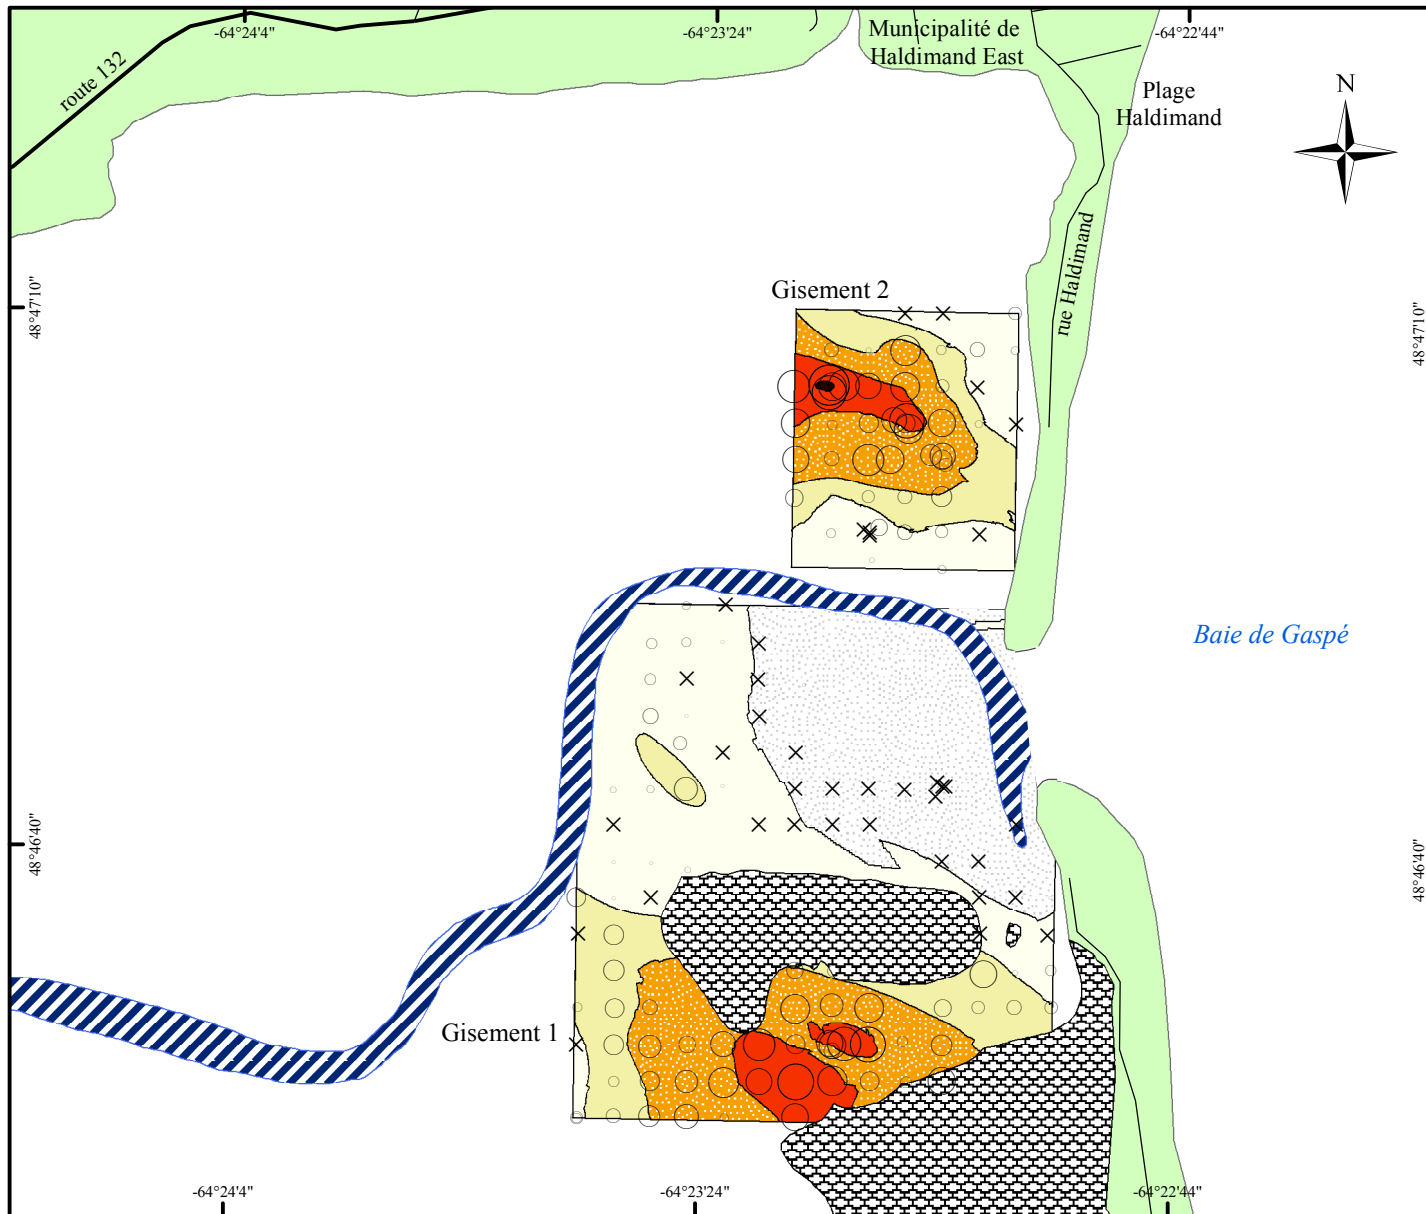 -64°24'4"
-64°23'24"
-64°22'44"
Municipalité de
Haldimand East
route 132
Plage
Haldimand
N
rue Haldimand
Gisement 2
48°47'10"
48°47'10"
Baie de Gaspé
48°46'40"
48°46'40"
Gisement 1
-64°24'4"
-64°23'24"
-64°22'44"